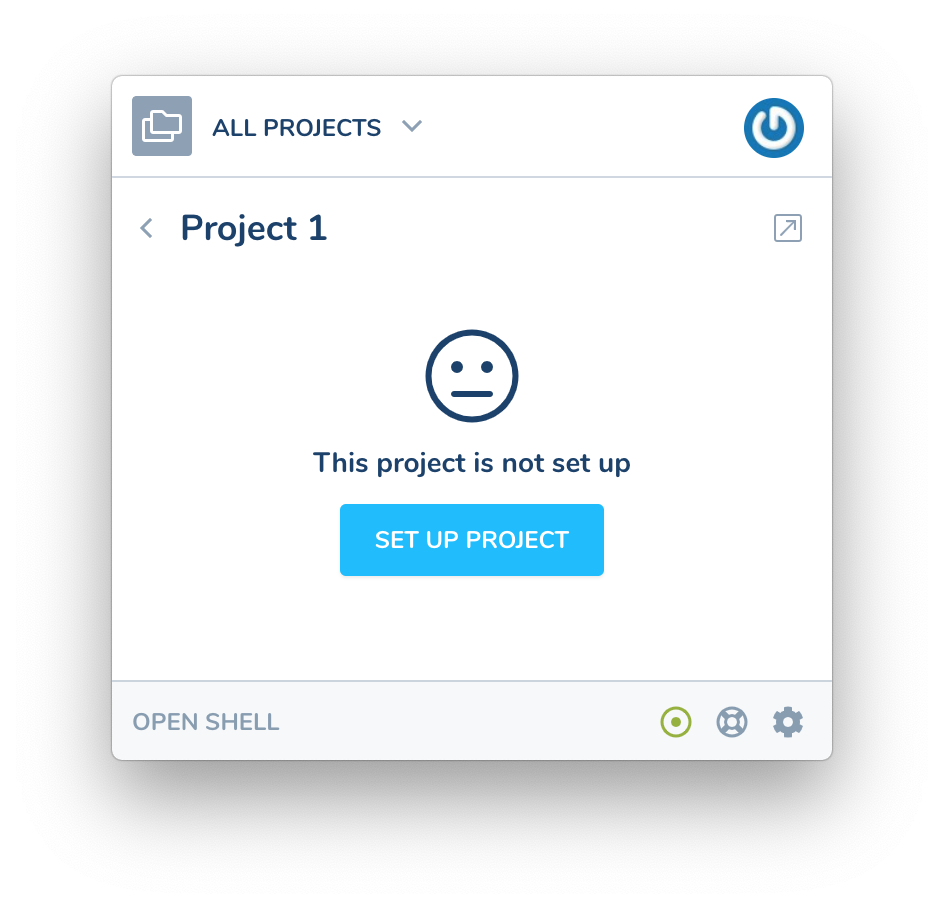 ALL PROJECTS
Project 1
This project is not set up
SET UP PROJECT
OPEN SHELL